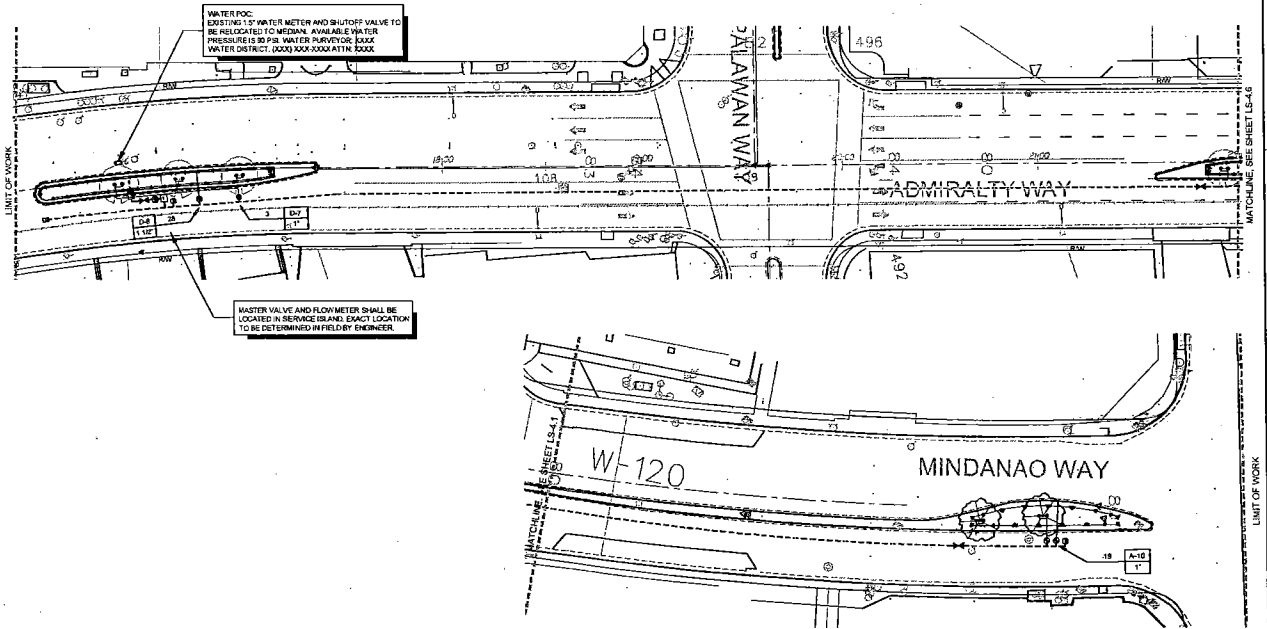 WATER POC:
EXISTING 1.5" WATER METER AND SHUTOFF VALVE TO
BE RELOCATED TO MEDIAN. AVAILABLE WATER
PRESSURE IS 90 PSI. WATER PURVEYOR: XXXX
WATER DISTRICT. (XXX) XXX-XXXX ATTN: XXXX
LIMIT OF WORK
R/W
PALAWAN WAY
496
R/W
MATCHLINE, SEE SHEET LS-4.6
108
ADMIRALTY WAY
D-8
28
1 1/2"
3
D-7
1"
R/W
R/W
492
MASTER VALVE AND FLOW METER SHALL BE
LOCATED IN SERVICE ISLAND. EXACT LOCATION
TO BE DETERMINED IN FIELD BY ENGINEER.
MATCHLINE, SEE SHEET LS-4.1
W-120
MINDANAO WAY
LIMIT OF WORK
19
A-10
1"